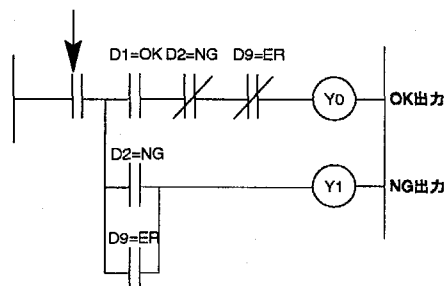 D1=OK D2=NG D9=ER
Y0 OK出力
D2=NG
Y1 NG出力
D9=ER